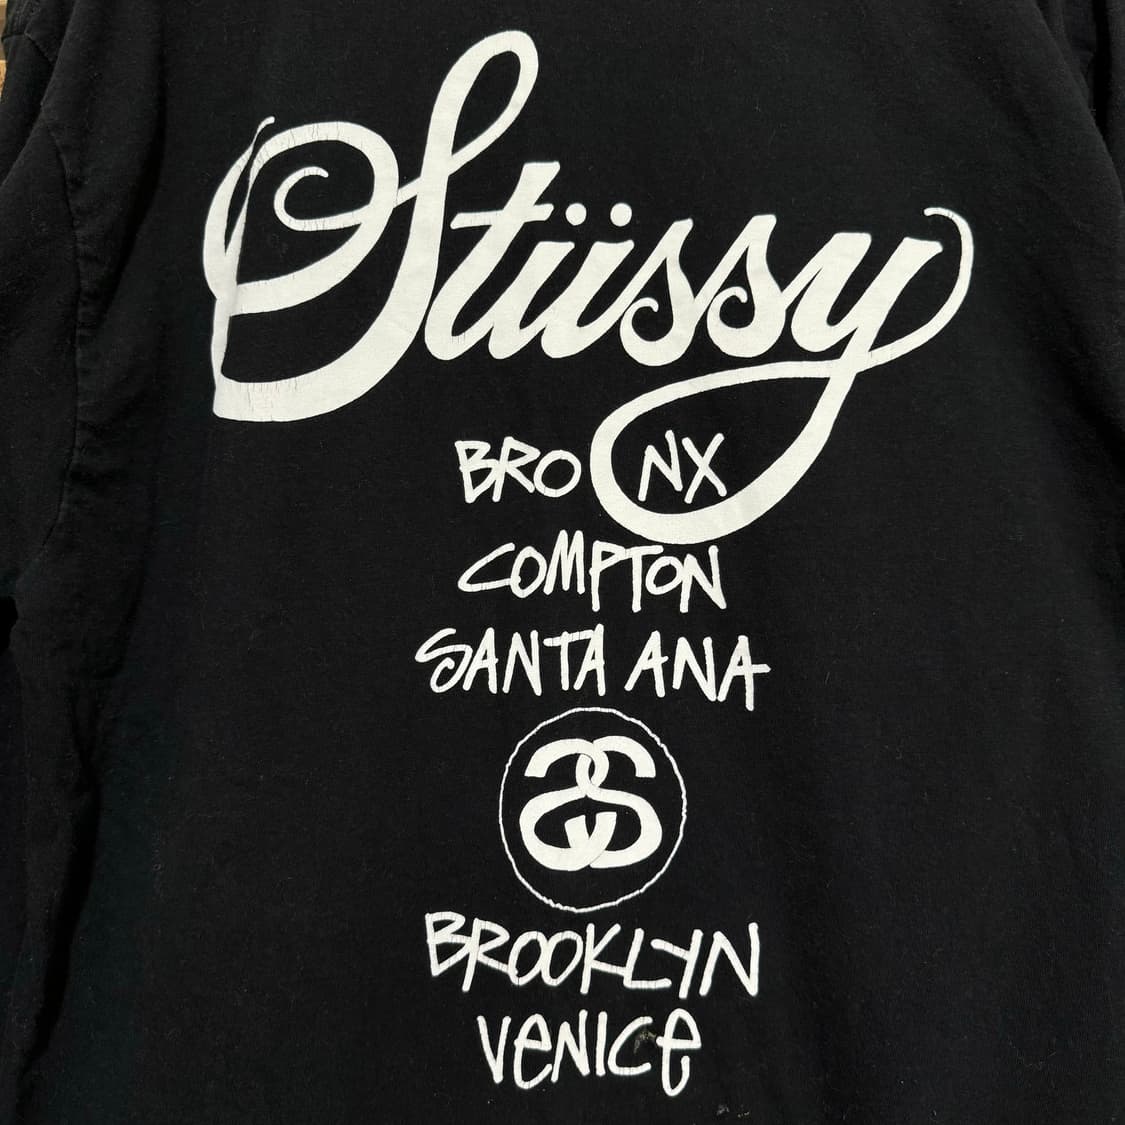 Stüssy
BRONX
COMPTON
SANTA ANA
SS
BROOKLYN
VENICE